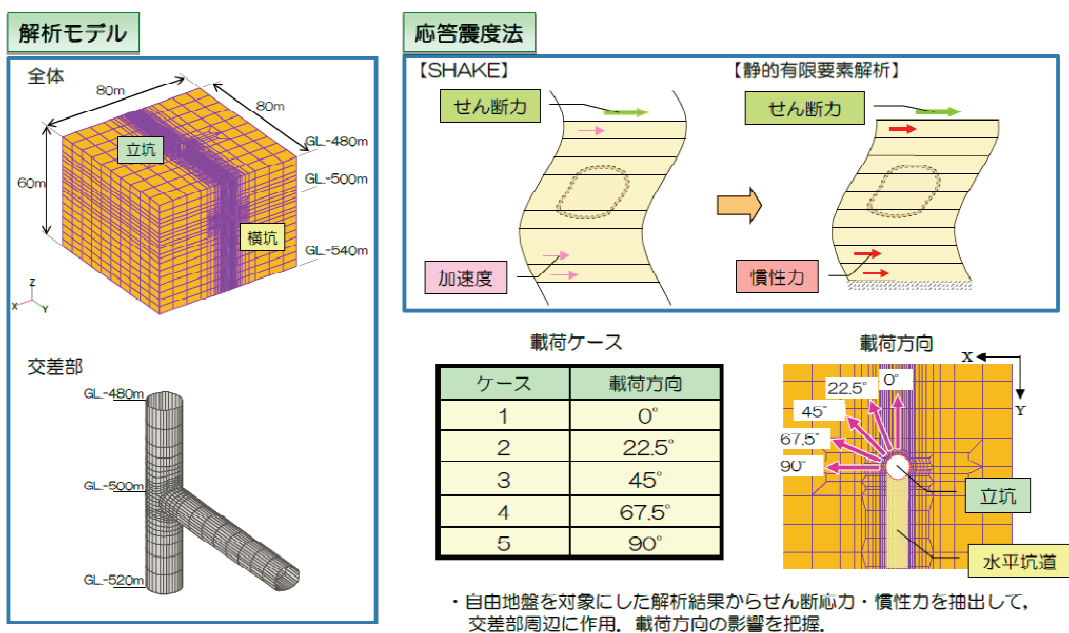 解析モデル
全体
80m
80m
60m
立坑
横坑
GL-480m
GL-500m
GL-540m
Z
X
Y
交差部
GL-480m
GL-500m
GL-520m
応答震度法
【SHAKE】
せん断力
加速度
【静的有限要素解析】
せん断力
慣性力
載荷ケース
ケース 載荷方向
1 0°
2 22.5°
3 45°
4 67.5°
5 90°
載荷方向
X
Y
0°
22.5°
45°
67.5°
90°
立坑
水平坑道
・自由地盤を対象にした解析結果からせん断応力・慣性力を抽出して,
交差部周辺に作用. 載荷方向の影響を把握.